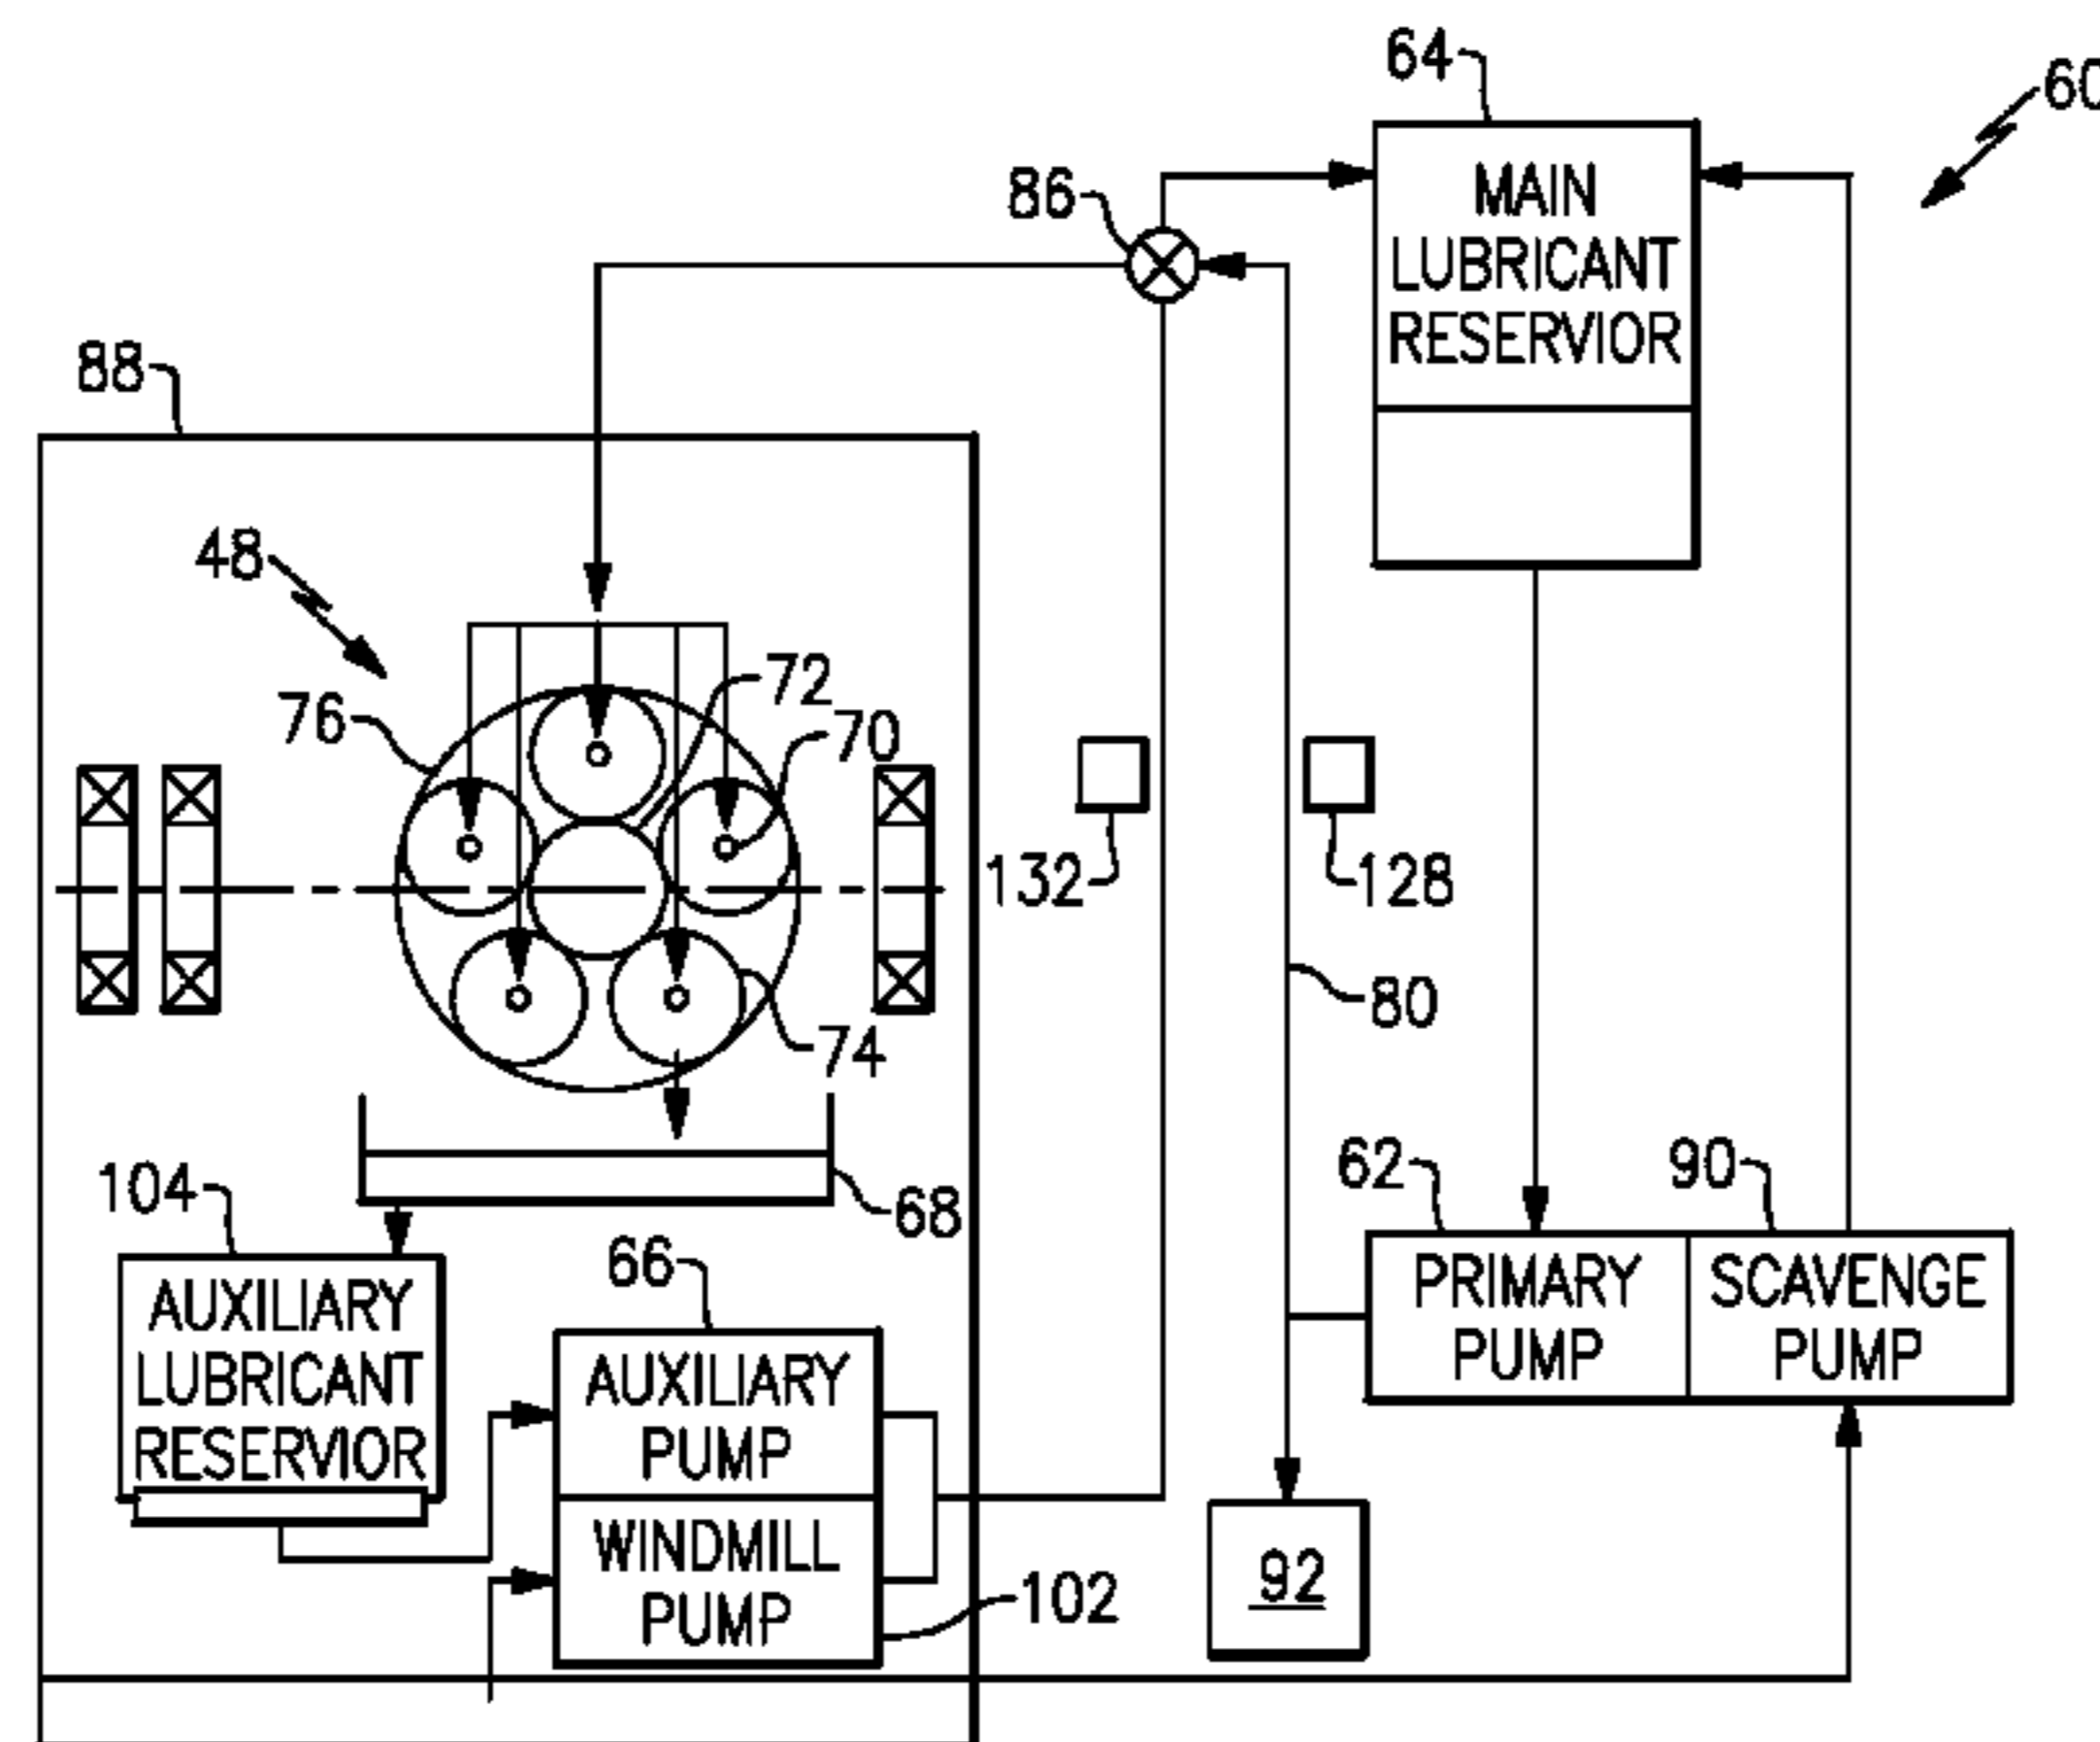 64
60
86
MAIN
LUBRICANT
RESERVIOR
88
48
72
76
70
132
128
80
74
104
68
62
90
66
AUXILIARY
LUBRICANT
RESERVIOR
PRIMARY
PUMP
SCAVENGE
PUMP
AUXILIARY
PUMP
WINDMILL
PUMP
92
102